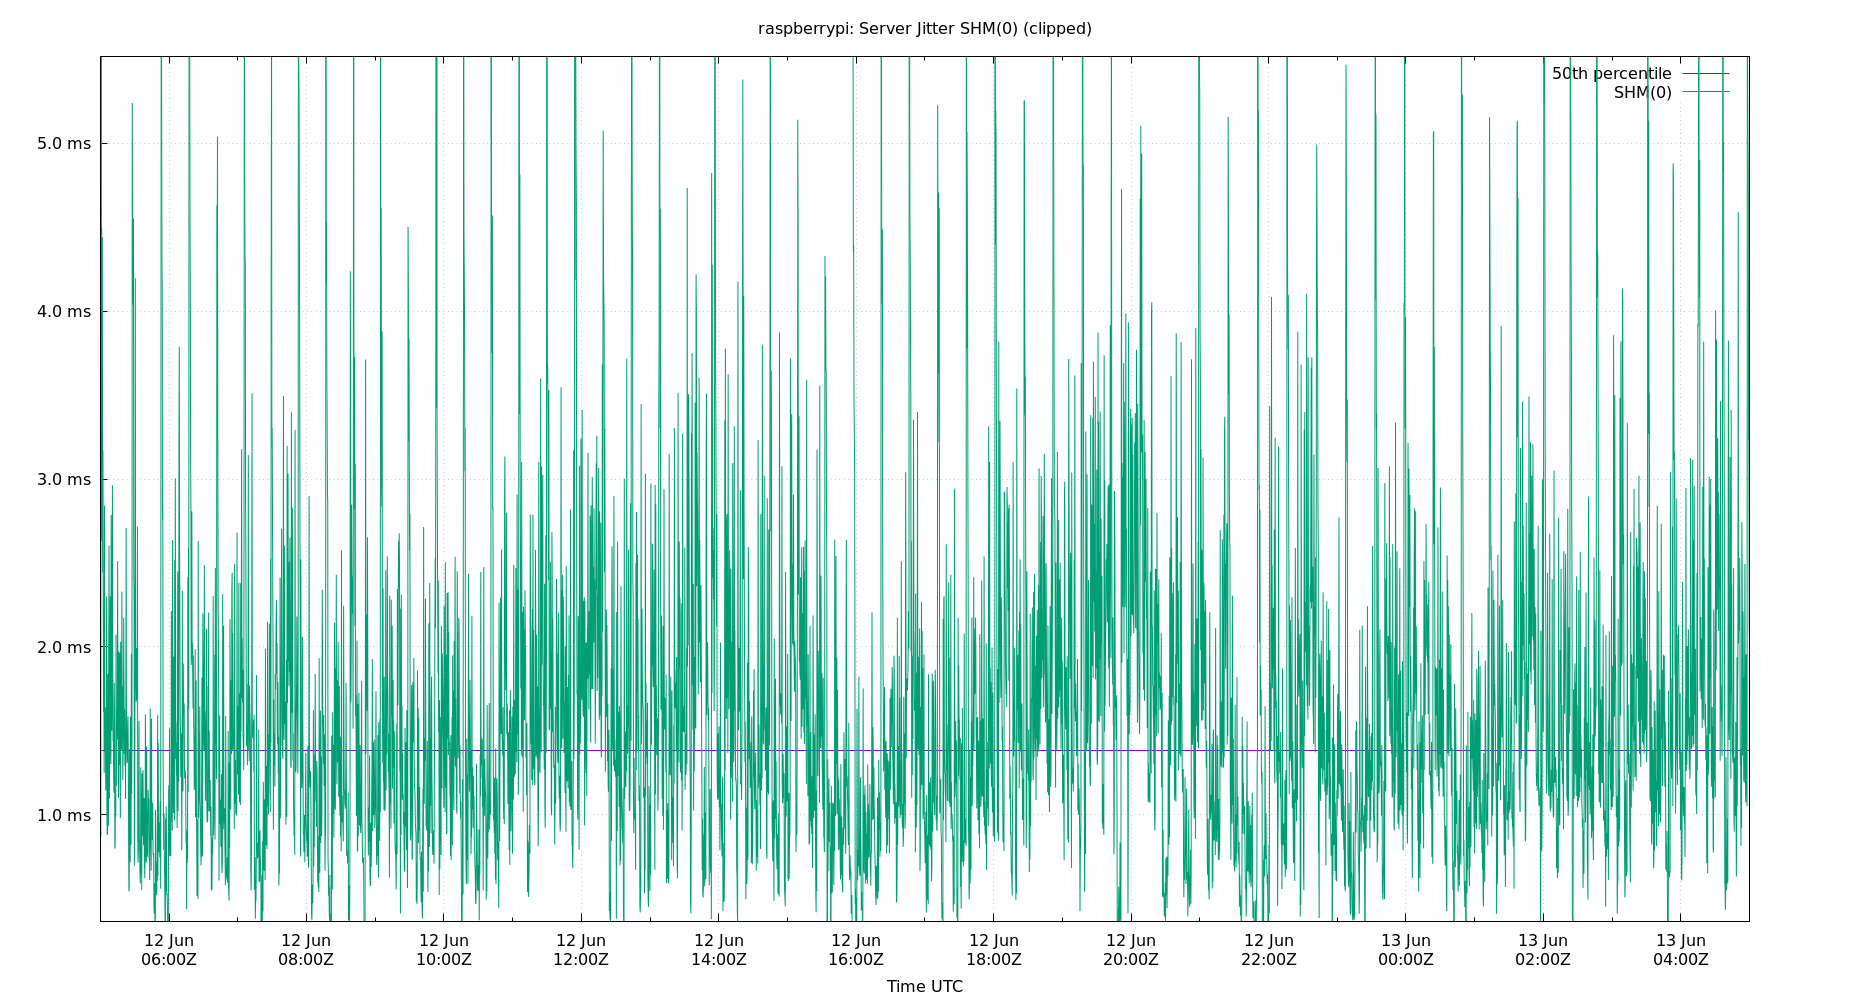 raspberrypi: Server Jitter SHM(0) (clipped)
50th percentile
SHM(0)
5.0 ms
4.0 ms
3.0 ms
2.0 ms
1.0 ms
12 Jun 12 Jun 12 Jun 12 Jun 12 Jun 12 Jun 12 Jun 12 Jun 12 Jun 13 Jun 13 Jun 13 Jun
06:00Z 08:00Z 10:00Z 12:00Z 14:00Z 16:00Z 18:00Z 20:00Z 22:00Z 00:00Z 02:00Z 04:00Z
Time UTC